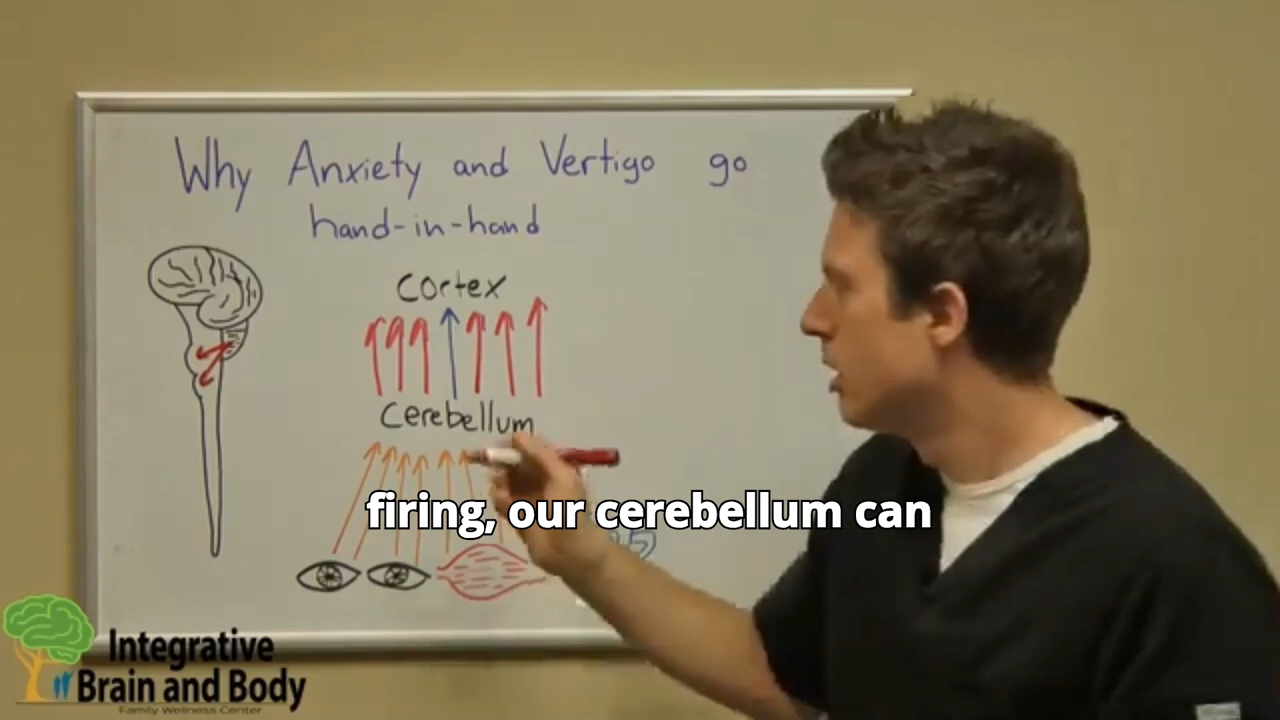 Why Anxiety and Vertigo go
hand-in-hand
Cortex
Cerebellum
firing, our cerebellum can
Integrative
Brain and Body
Family Wellness Center